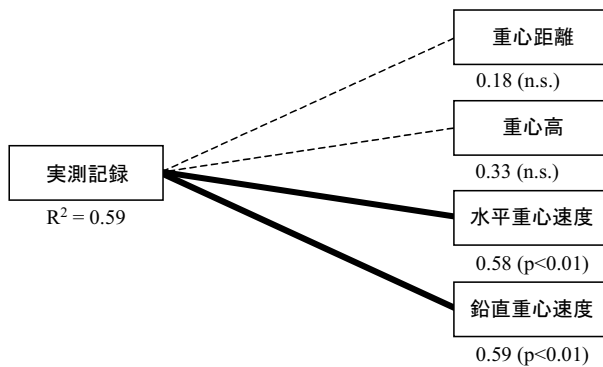 重心距離
0.18 (n.s.)
重心高
0.33 (n.s.)
実測記録
R² = 0.59
水平重心速度
0.58 (p<0.01)
鉛直重心速度
0.59 (p<0.01)